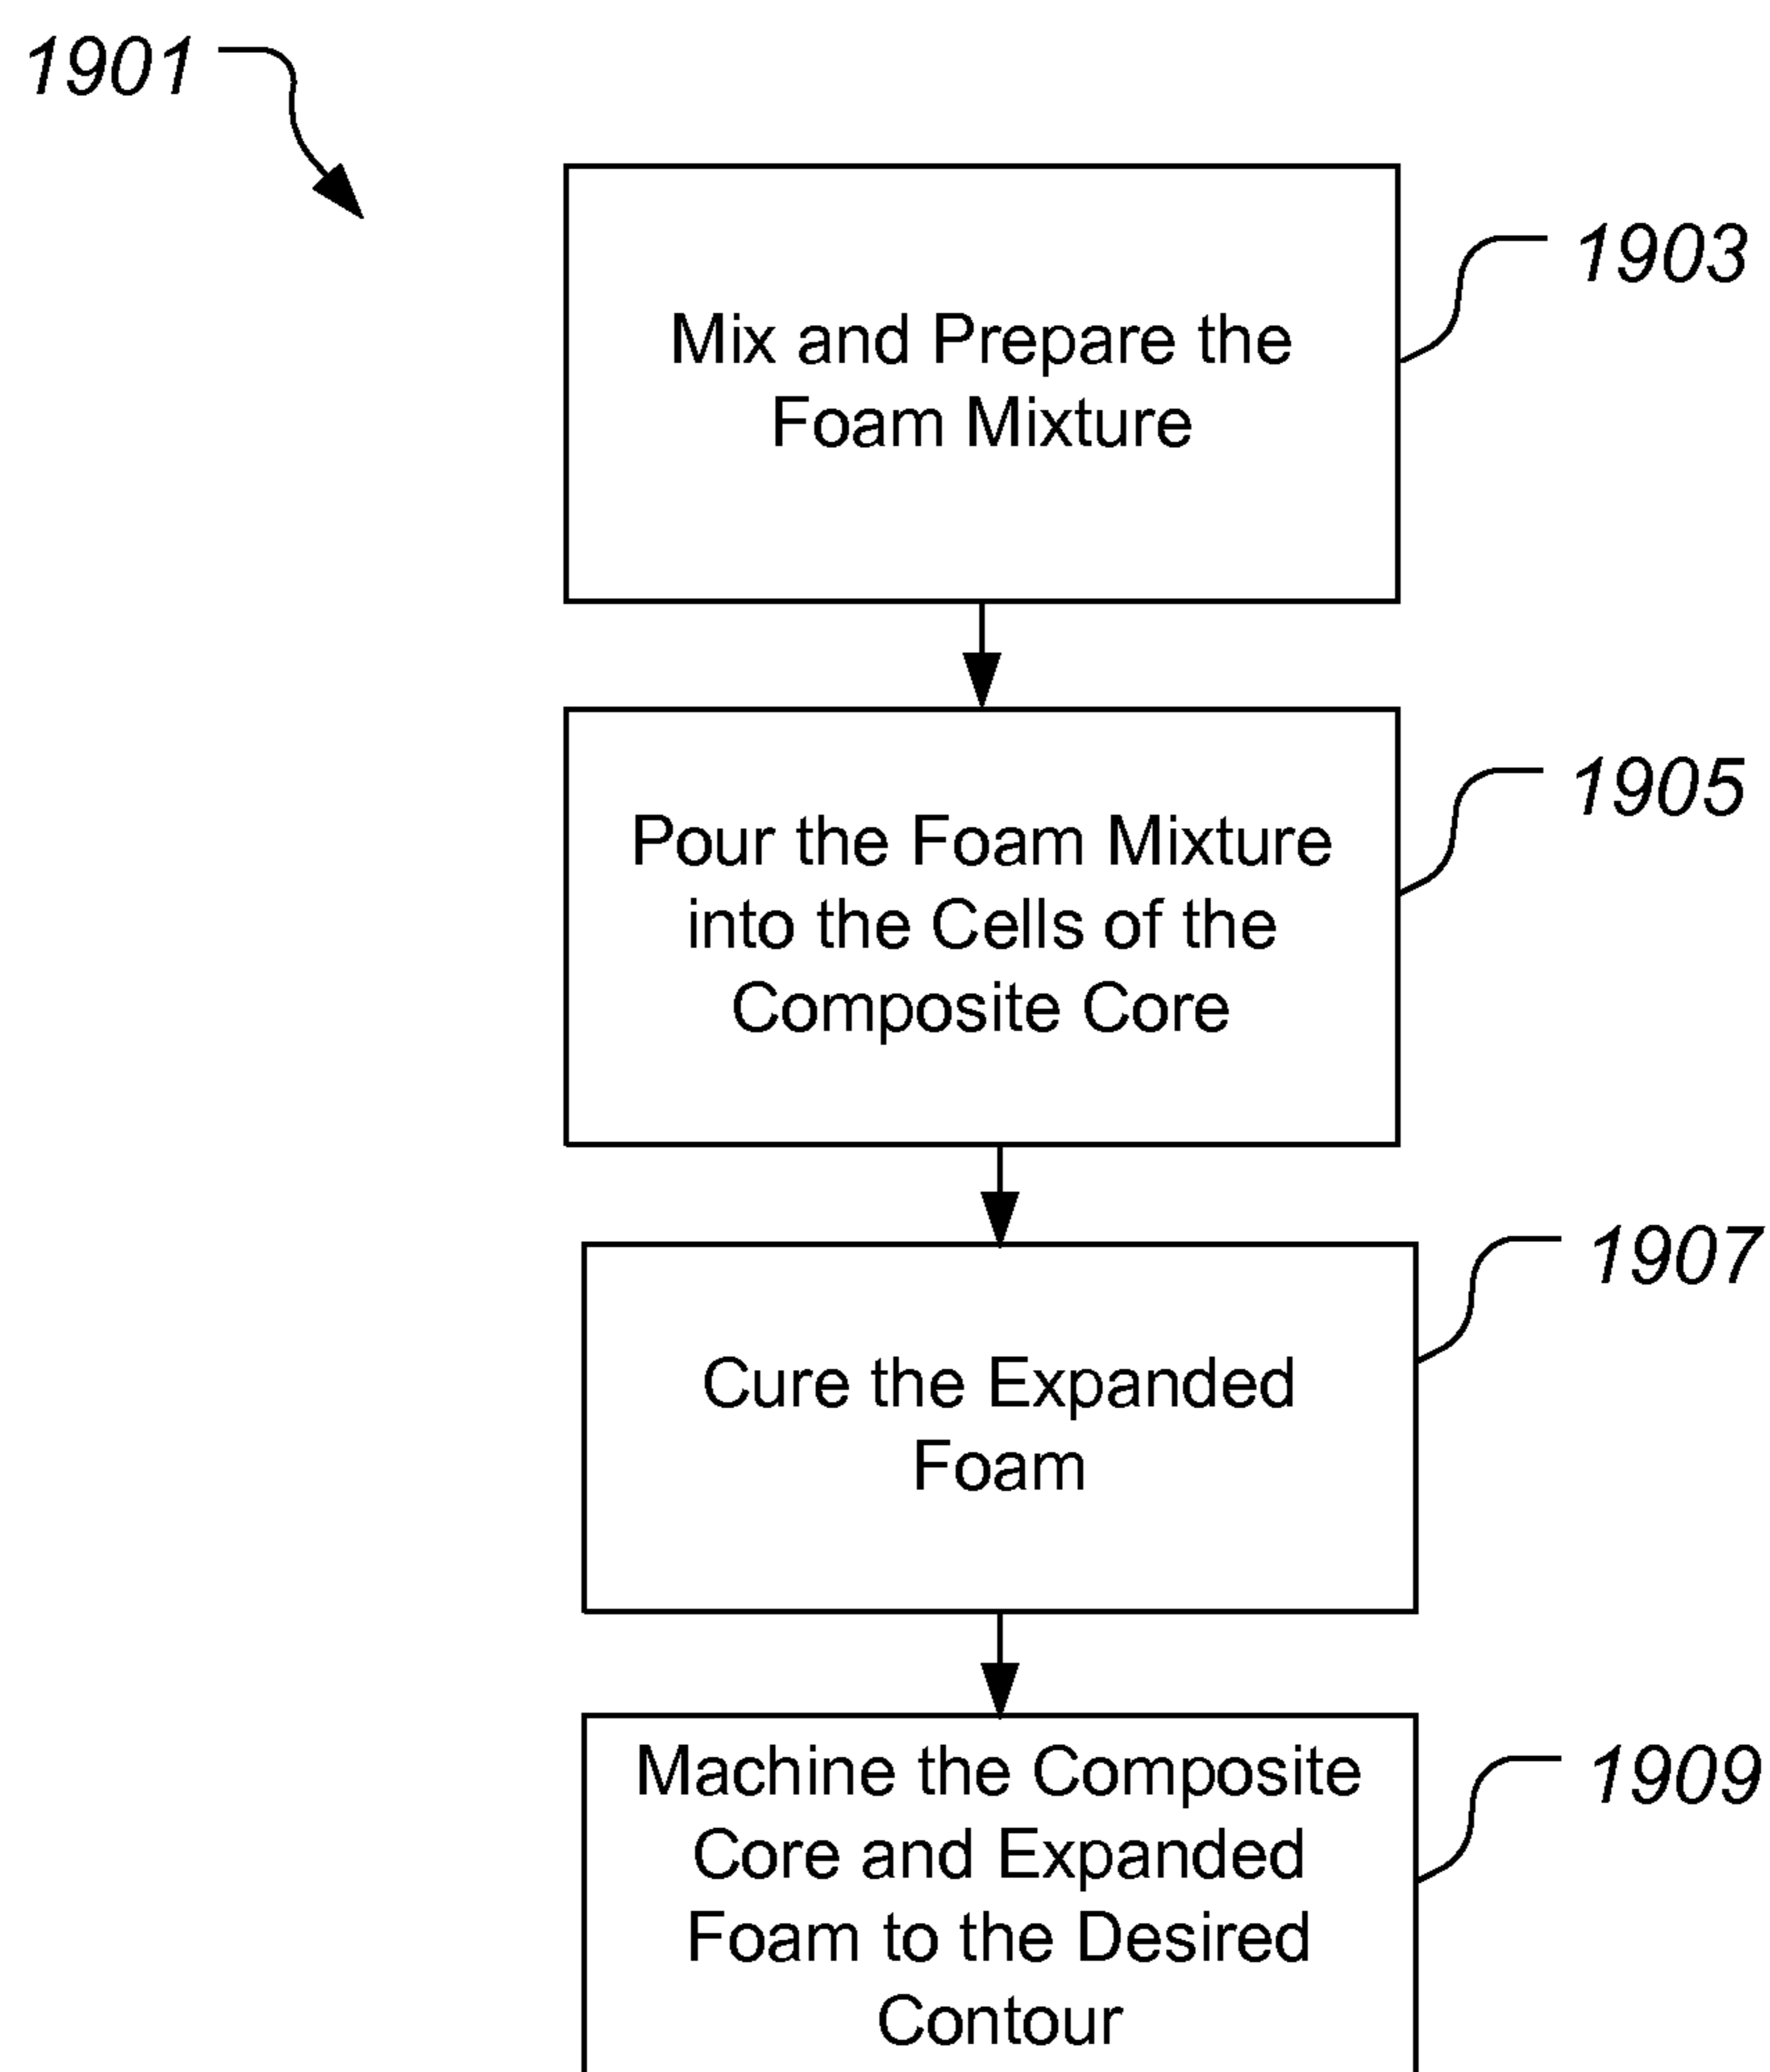 1901
1903
Mix and Prepare the
Foam Mixture
1905
Pour the Foam Mixture
into the Cells of the
Composite Core
1907
Cure the Expanded
Foam
1909
Machine the Composite
Core and Expanded
Foam to the Desired
Contour